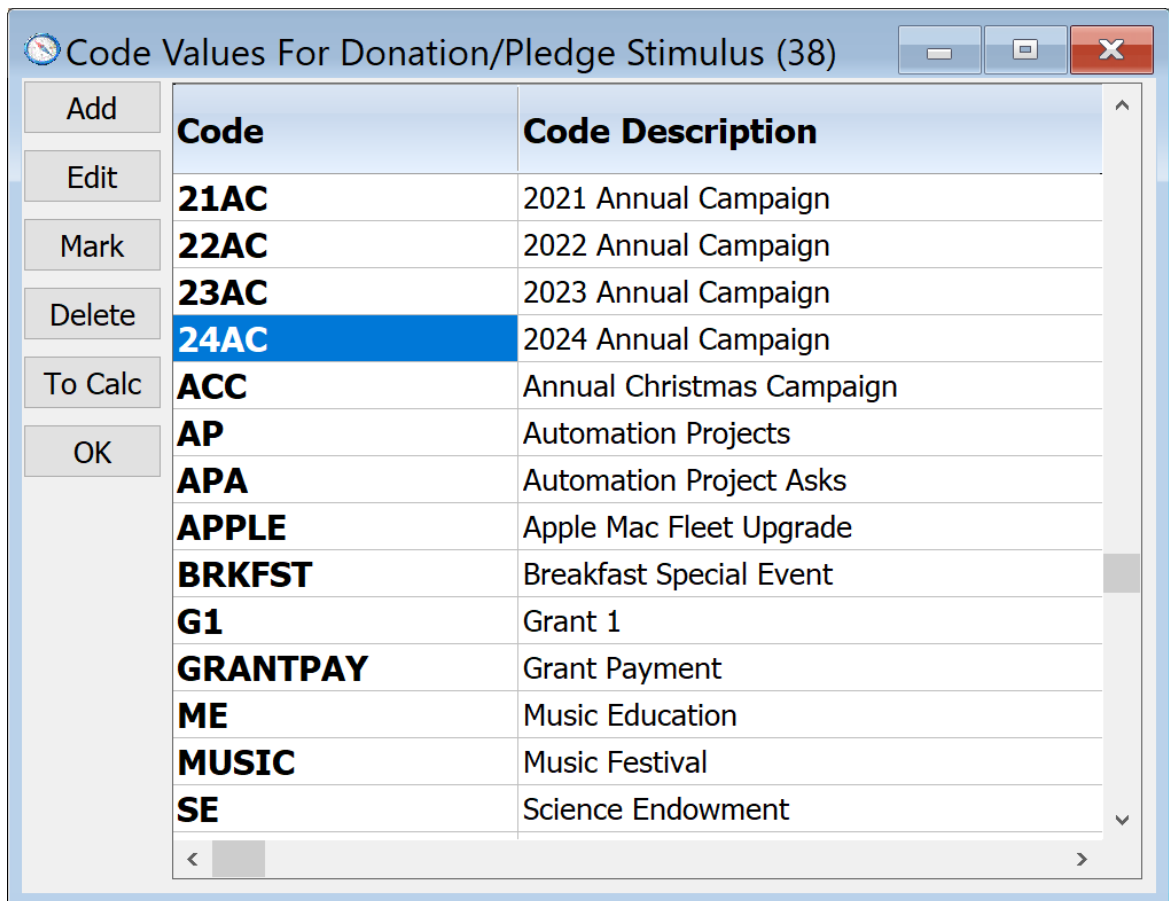 Code Values For Donation/Pledge Stimulus (38)
Add
Edit
Mark
Delete
To Calc
OK
Code Code Description
21AC 2021 Annual Campaign
22AC 2022 Annual Campaign
23AC 2023 Annual Campaign
24AC 2024 Annual Campaign
ACC Annual Christmas Campaign
AP Automation Projects
APA Automation Project Asks
APPLE Apple Mac Fleet Upgrade
BRKFST Breakfast Special Event
G1 Grant 1
GRANTPAY Grant Payment
ME Music Education
MUSIC Music Festival
SE Science Endowment